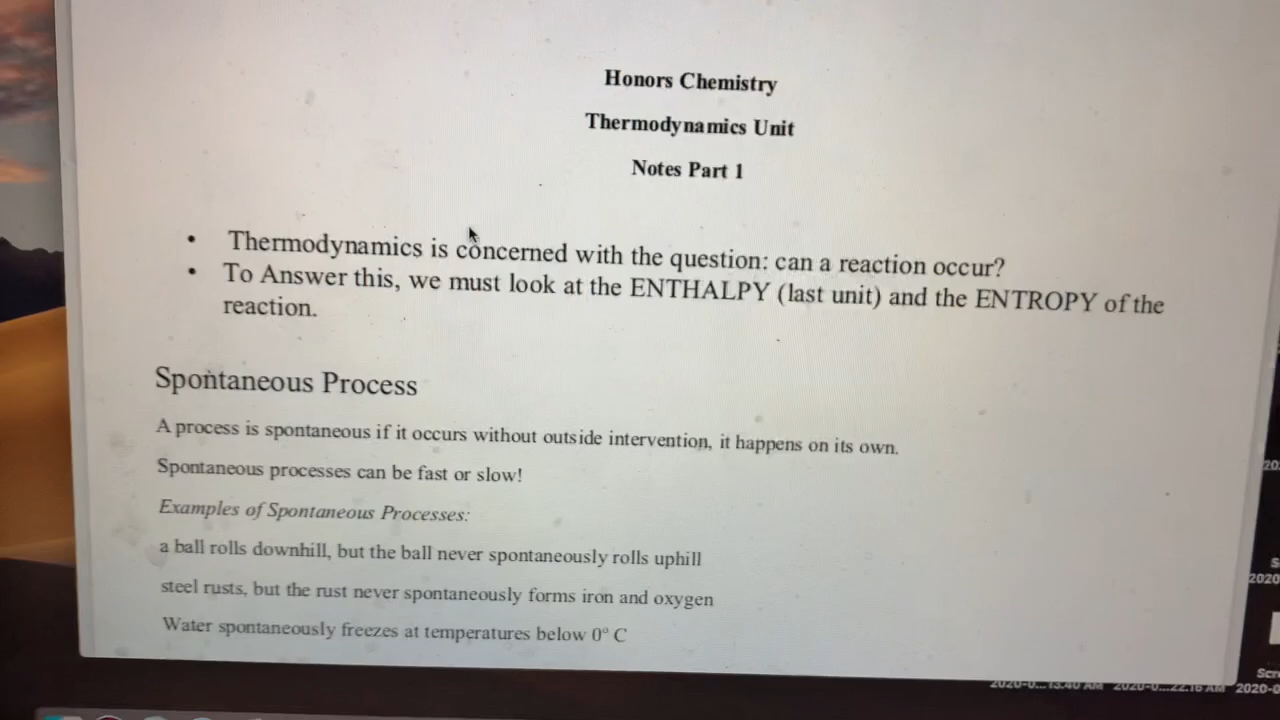 Honors Chemistry
Thermodynamics Unit
Notes Part 1
• Thermodynamics is concerned with the question: can a reaction occur?
• To Answer this, we must look at the ENTHALPY (last unit) and the ENTROPY of the
reaction.
Spontaneous Process
A process is spontaneous if it occurs without outside intervention, it happens on its own.
Spontaneous processes can be fast or slow!
Examples of Spontaneous Processes:
a ball rolls downhill, but the ball never spontaneously rolls uphill
steel rusts, but the rust never spontaneously forms iron and oxygen
Water spontaneously freezes at temperatures below 0° C